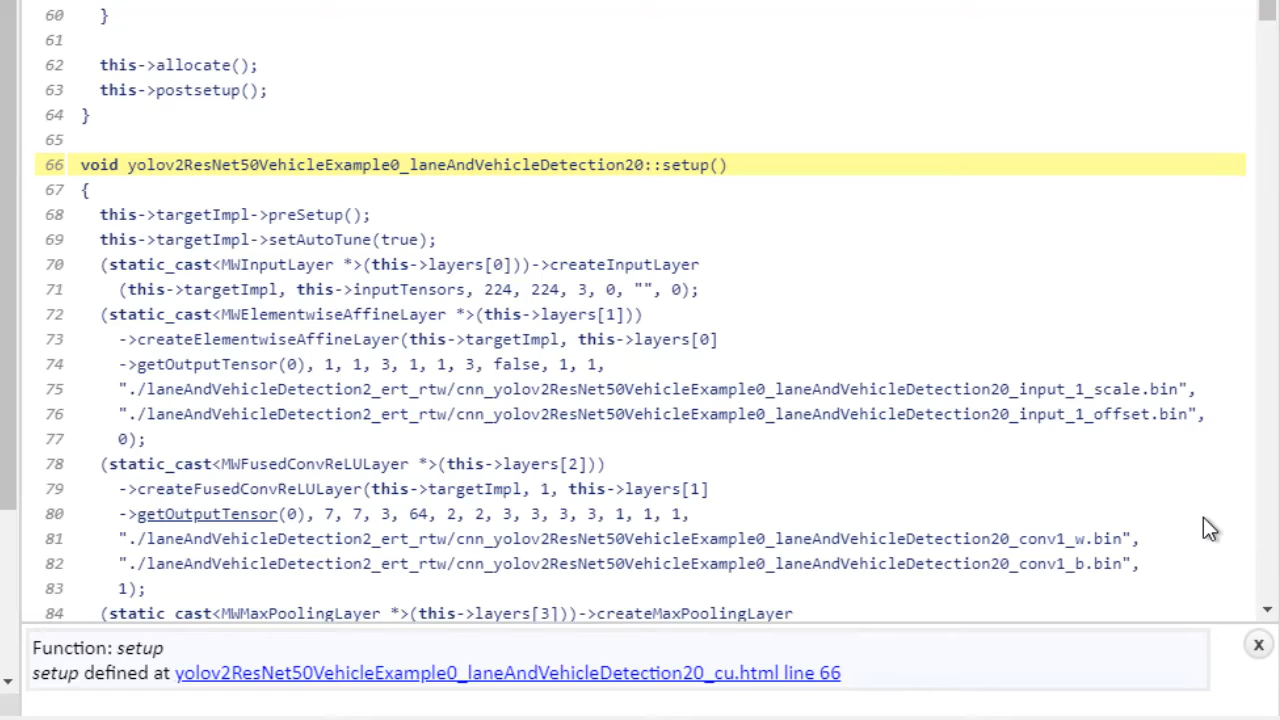 60 }
61
62 this->allocate();
63 this->postsetup();
64 }
65
66 void yolov2ResNet50VehicleExample0_laneAndVehicleDetection20::setup()
67 {
68 this->targetImpl->preSetup();
69 this->targetImpl->setAutoTune(true);
70 (static_cast<MWInputLayer *>(this->layers[0]))->createInputLayer
71 (this->targetImpl, this->inputTensors, 224, 224, 3, 0, "", 0);
72 (static_cast<MWElementwiseAffineLayer *>(this->layers[1]))
73 ->createElementwiseAffineLayer(this->targetImpl, this->layers[0]
74 ->getOutputTensor(0), 1, 1, 3, 1, 1, 3, false, 1, 1,
75 "./laneAndVehicleDetection2_ert_rtw/cnn_yolov2ResNet50VehicleExample0_laneAndVehicleDetection20_input_1_scale.bin",
76 "./laneAndVehicleDetection2_ert_rtw/cnn_yolov2ResNet50VehicleExample0_laneAndVehicleDetection20_input_1_offset.bin",
77 0);
78 (static_cast<MWFusedConvReLULayer *>(this->layers[2]))
79 ->createFusedConvReLULayer(this->targetImpl, 1, this->layers[1]
80 ->getOutputTensor(0), 7, 7, 3, 64, 2, 2, 3, 3, 3, 3, 1, 1, 1,
81 "./laneAndVehicleDetection2_ert_rtw/cnn_yolov2ResNet50VehicleExample0_laneAndVehicleDetection20_conv1_w.bin",
82 "./laneAndVehicleDetection2_ert_rtw/cnn_yolov2ResNet50VehicleExample0_laneAndVehicleDetection20_conv1_b.bin",
83 1);
84 (static_cast<MWMaxPoolingLayer *>(this->layers[3]))->createMaxPoolingLayer
Function: setup
setup defined at yolov2ResNet50VehicleExample0_laneAndVehicleDetection20_cu.html line 66
x